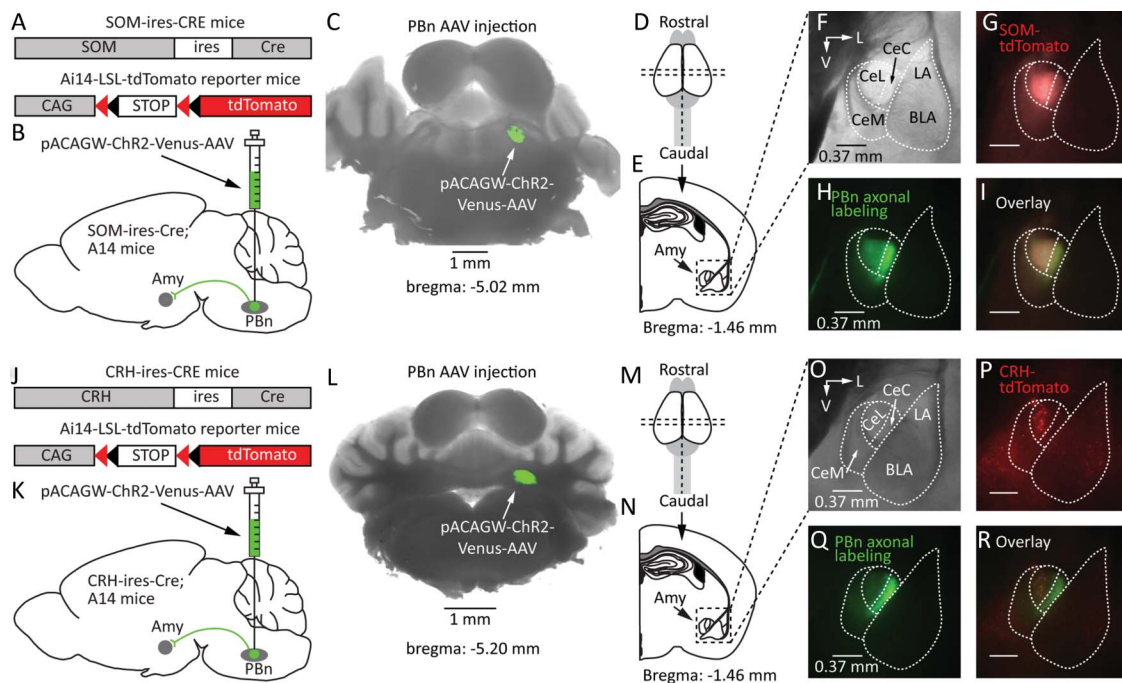 A
SOM-ires-CRE mice
SOM
ires
Cre
Ai14-LSL-tdTomato reporter mice
CAG
STOP
tdTomato
B
pACAGW-ChR2-Venus-AAV
SOM-ires-Cre;
A14 mice
Amy
PBn
C
PBn AAV injection
pACAGW-ChR2-
Venus-AAV
1 mm
bregma: -5.02 mm
D
Rostral
Caudal
E
Amy
Bregma: -1.46 mm
F
L
V
CeC
CeL
LA
CeM
BLA
0.37 mm
G
SOM-
tdTomato
H
PBn axonal
labeling
0.37 mm
I
Overlay
J
CRH-ires-CRE mice
CRH
ires
Cre
Ai14-LSL-tdTomato reporter mice
CAG
STOP
tdTomato
K
pACAGW-ChR2-Venus-AAV
CRH-ires-Cre;
A14 mice
Amy
PBn
L
PBn AAV injection
pACAGW-ChR2-
Venus-AAV
1 mm
bregma: -5.20 mm
M
Rostral
Caudal
N
Amy
Bregma: -1.46 mm
O
L
V
CeC
CeL
LA
CeM
BLA
0.37 mm
P
CRH-
tdTomato
Q
PBn axonal
labeling
0.37 mm
R
Overlay